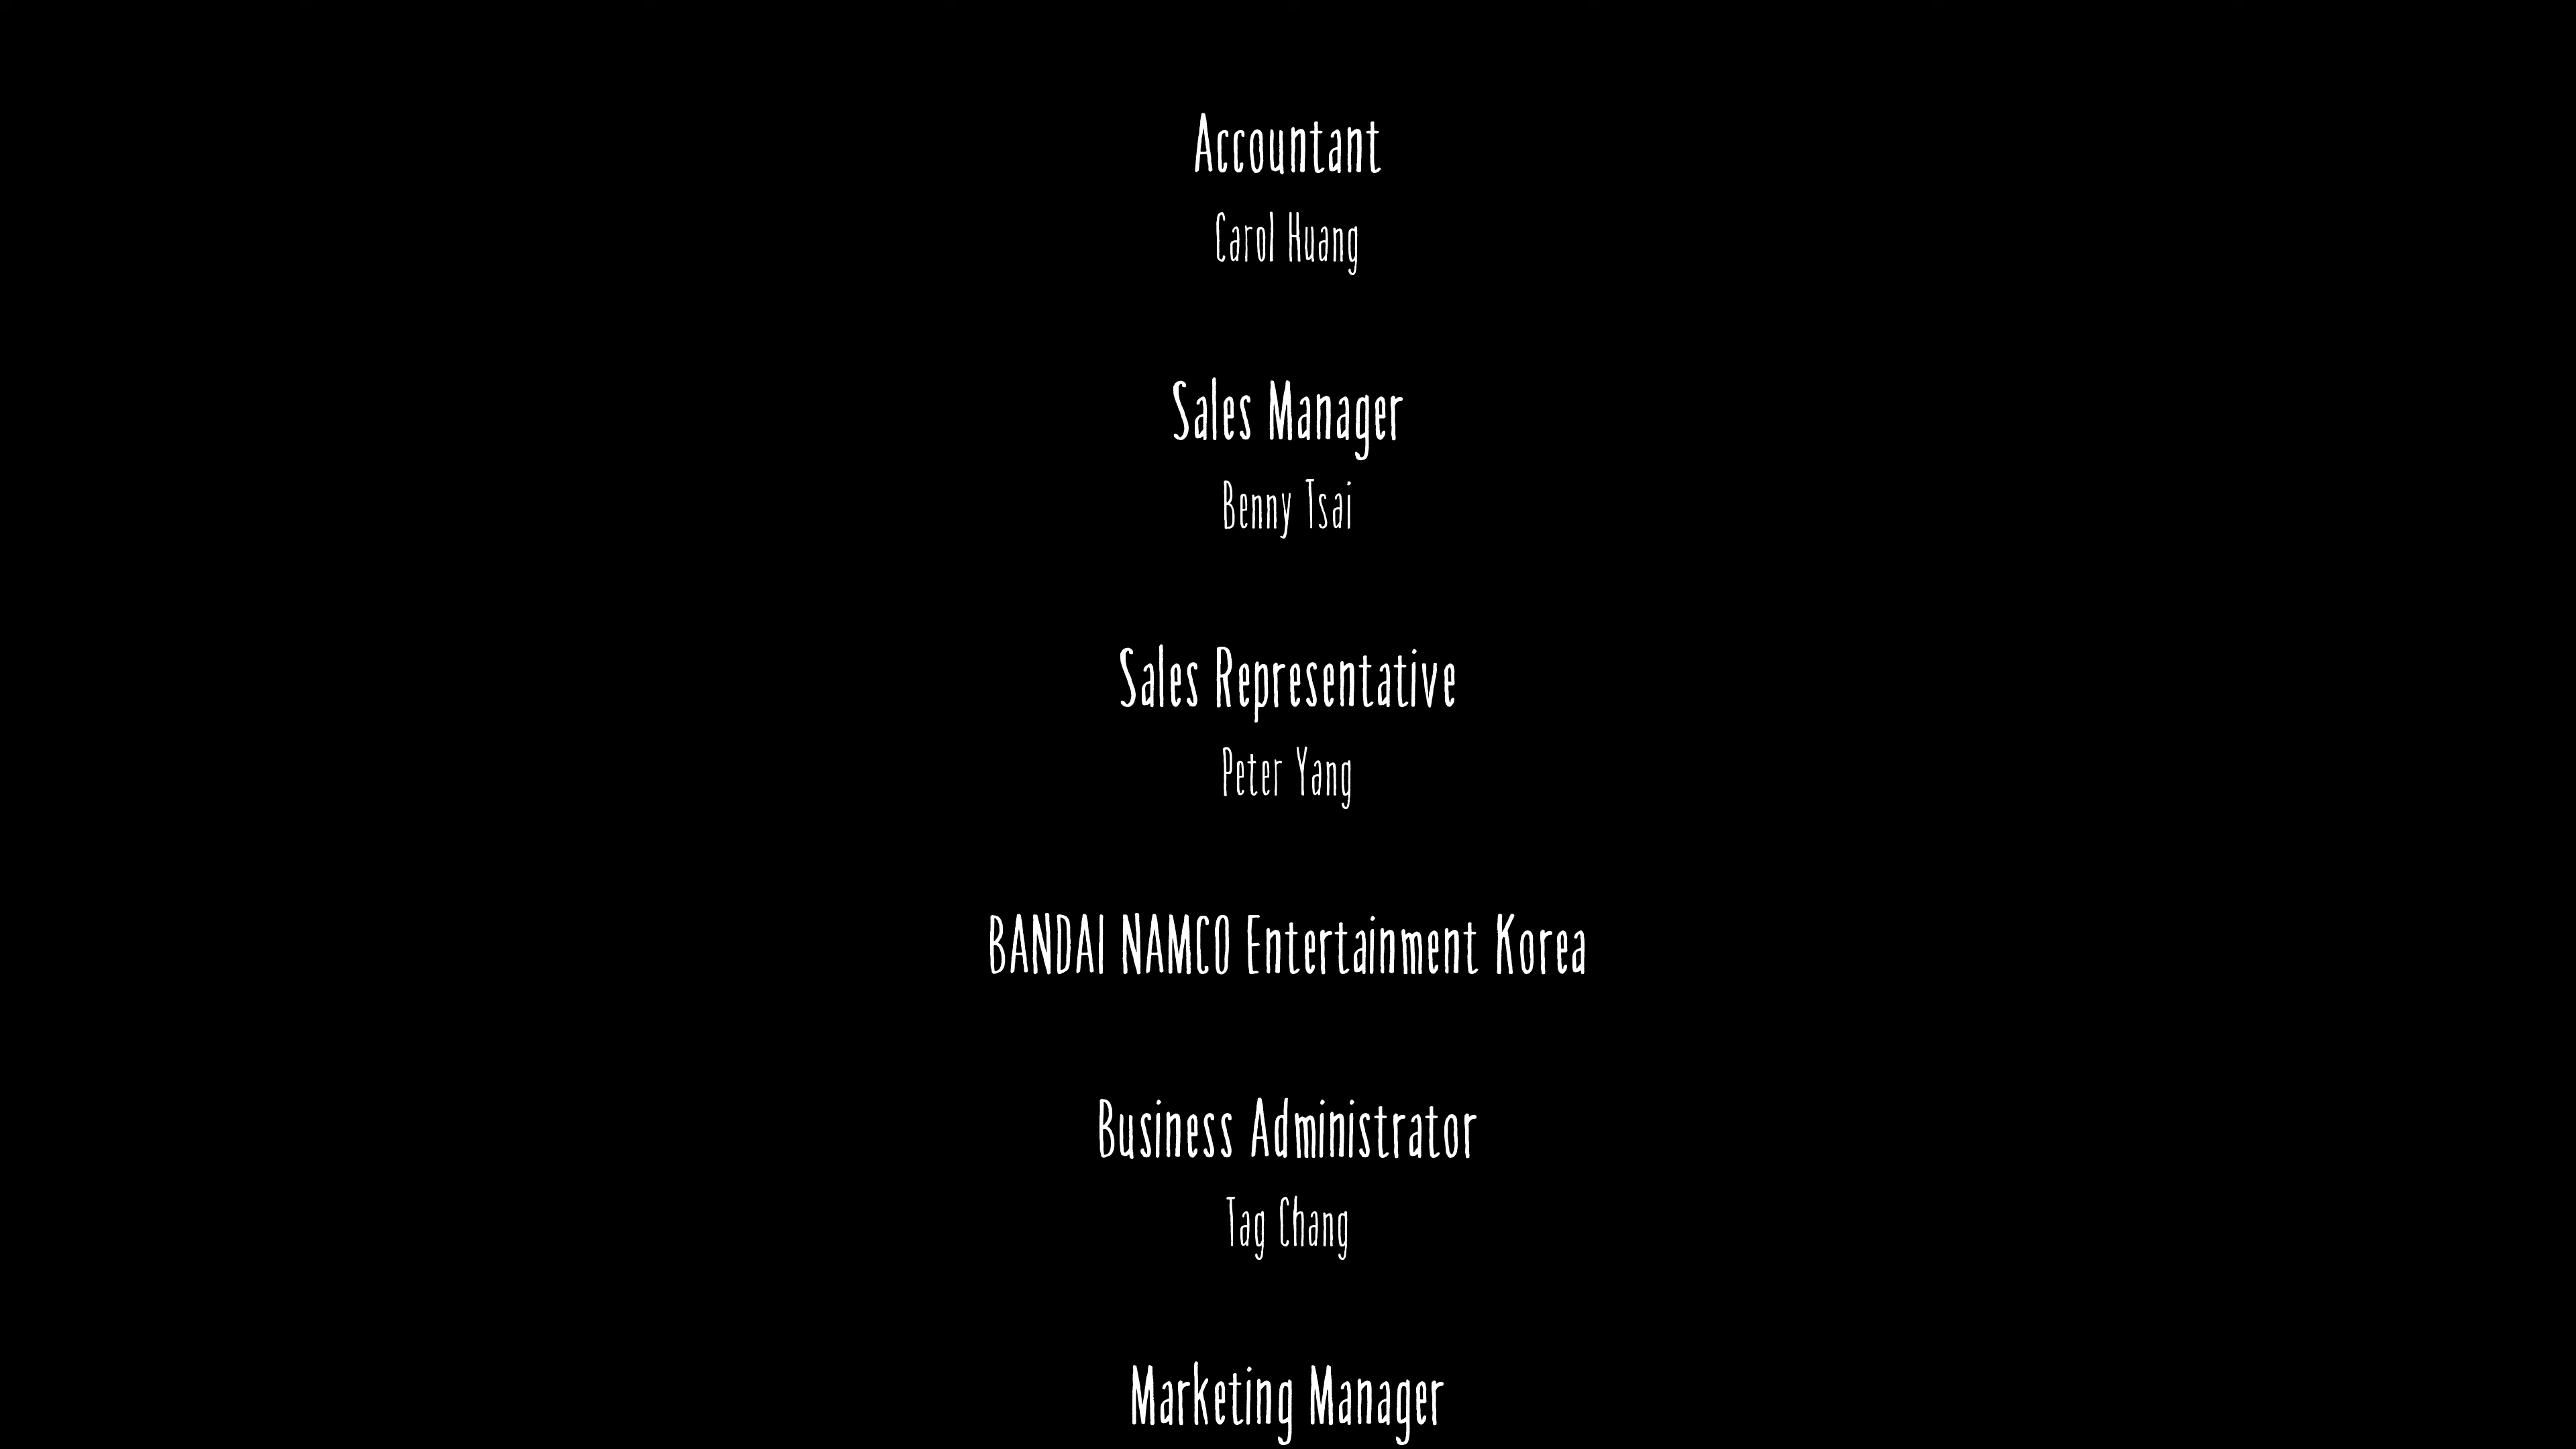 Accountant
Carol Huang
Sales Manager
Benny Tsai
Sales Representative
Peter Yang
BANDAI NAMCO Entertainment Korea
Business Administrator
Tag Chang
Marketing Manager